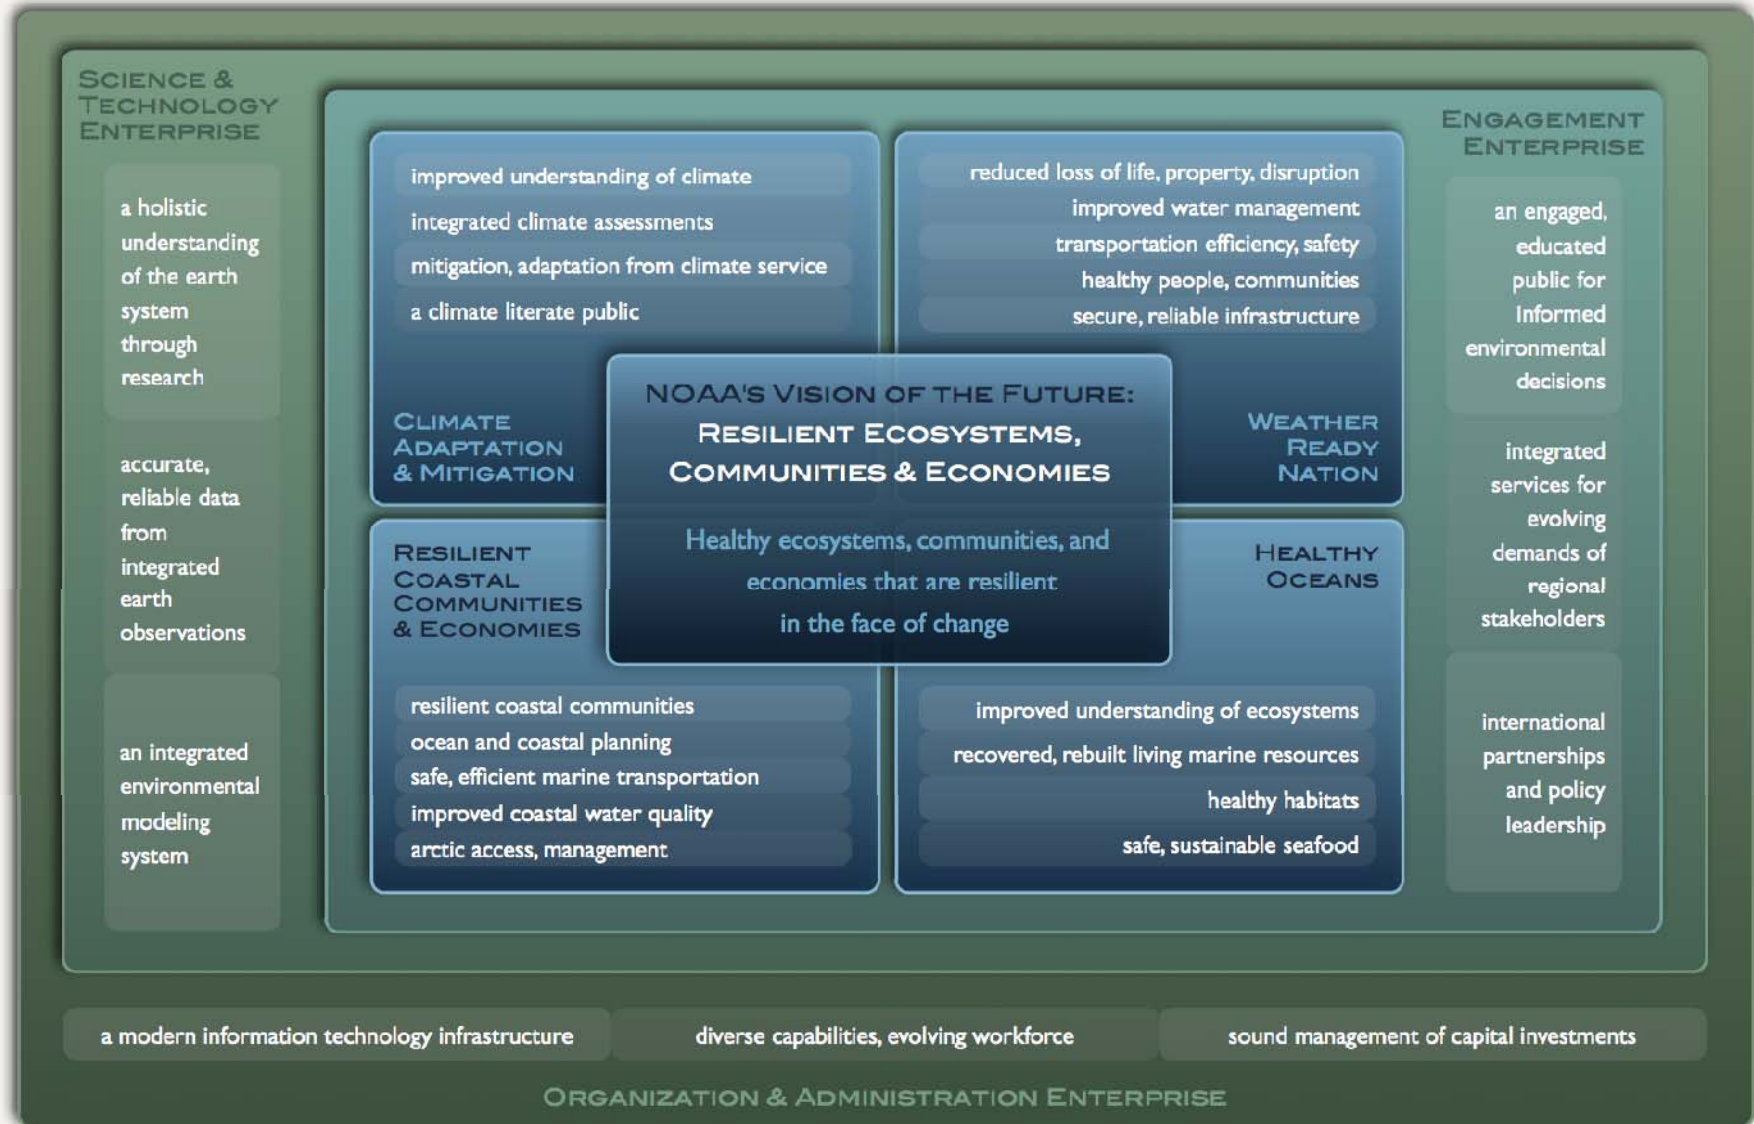 SCIENCE &
TECHNOLOGY
ENTERPRISE
a holistic
understanding
of the earth
system
through
research
accurate,
reliable data
from
integrated
earth
observations
an integrated
environmental
modeling
system
improved understanding of climate
integrated climate assessments
mitigation, adaptation from climate service
a climate literate public
CLIMATE
ADAPTATION
& MITIGATION
reduced loss of life, property, disruption
improved water management
transportation efficiency, safety
healthy people, communities
secure, reliable infrastructure
WEATHER
READY
NATION
NOAA'S VISION OF THE FUTURE:
RESILIENT ECOSYSTEMS,
COMMUNITIES & ECONOMIES
Healthy ecosystems, communities, and
economies that are resilient
in the face of change
RESILIENT
COASTAL
COMMUNITIES
& ECONOMIES
resilient coastal communities
ocean and coastal planning
safe, efficient marine transportation
improved coastal water quality
arctic access, management
HEALTHY
OCEANS
improved understanding of ecosystems
recovered, rebuilt living marine resources
healthy habitats
safe, sustainable seafood
ENGAGEMENT
ENTERPRISE
an engaged,
educated
public for
Informed
environmental
decisions
integrated
services for
evolving
demands of
regional
stakeholders
international
partnerships
and policy
leadership
a modern information technology infrastructure
diverse capabilities, evolving workforce
sound management of capital investments
ORGANIZATION & ADMINISTRATION ENTERPRISE